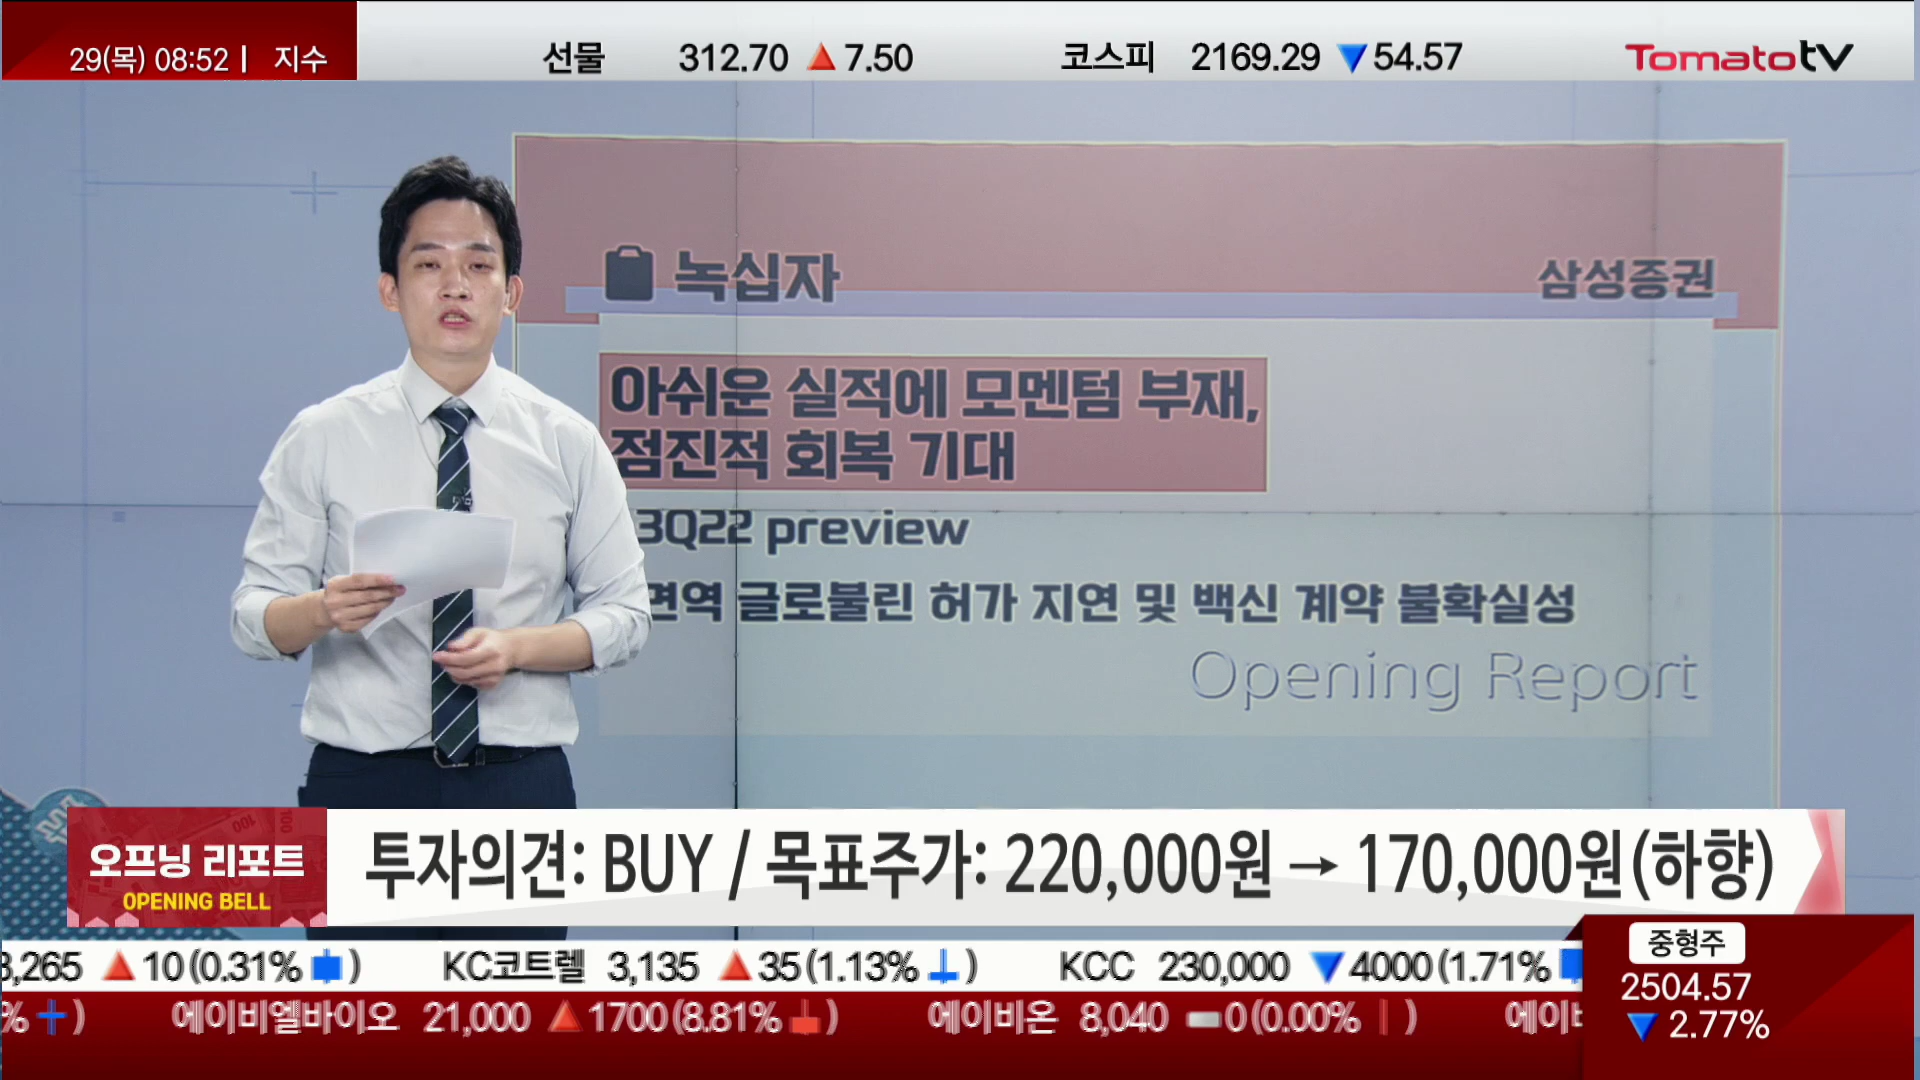 29(목) 08:52 | 지수 선물 312.70 ▲ 7.50 코스피 2169.29 ▼ 54.57 Tomatotv
녹십자 삼성증권
아쉬운 실적에 모멘텀 부재,
점진적 회복 기대
3Q22 preview
면역 글로불린 허가 지연 및 백신 계약 불확실성
Opening Report
오프닝 리포트
OPENING BELL
투자의견: BUY / 목표주가: 220,000원 → 170,000원(하향)
3,265 ▲ 10(0.31% ) KC코트렐 3,135 ▲ 35(1.13% ) KCC 230,000 ▼ 4000(1.71%
% ) 에이비엘바이오 21,000 ▲ 1700(8.81% ) 에이비온 8,040 0(0.00% ) 에이
중형주
2504.57
▼ 2.77%